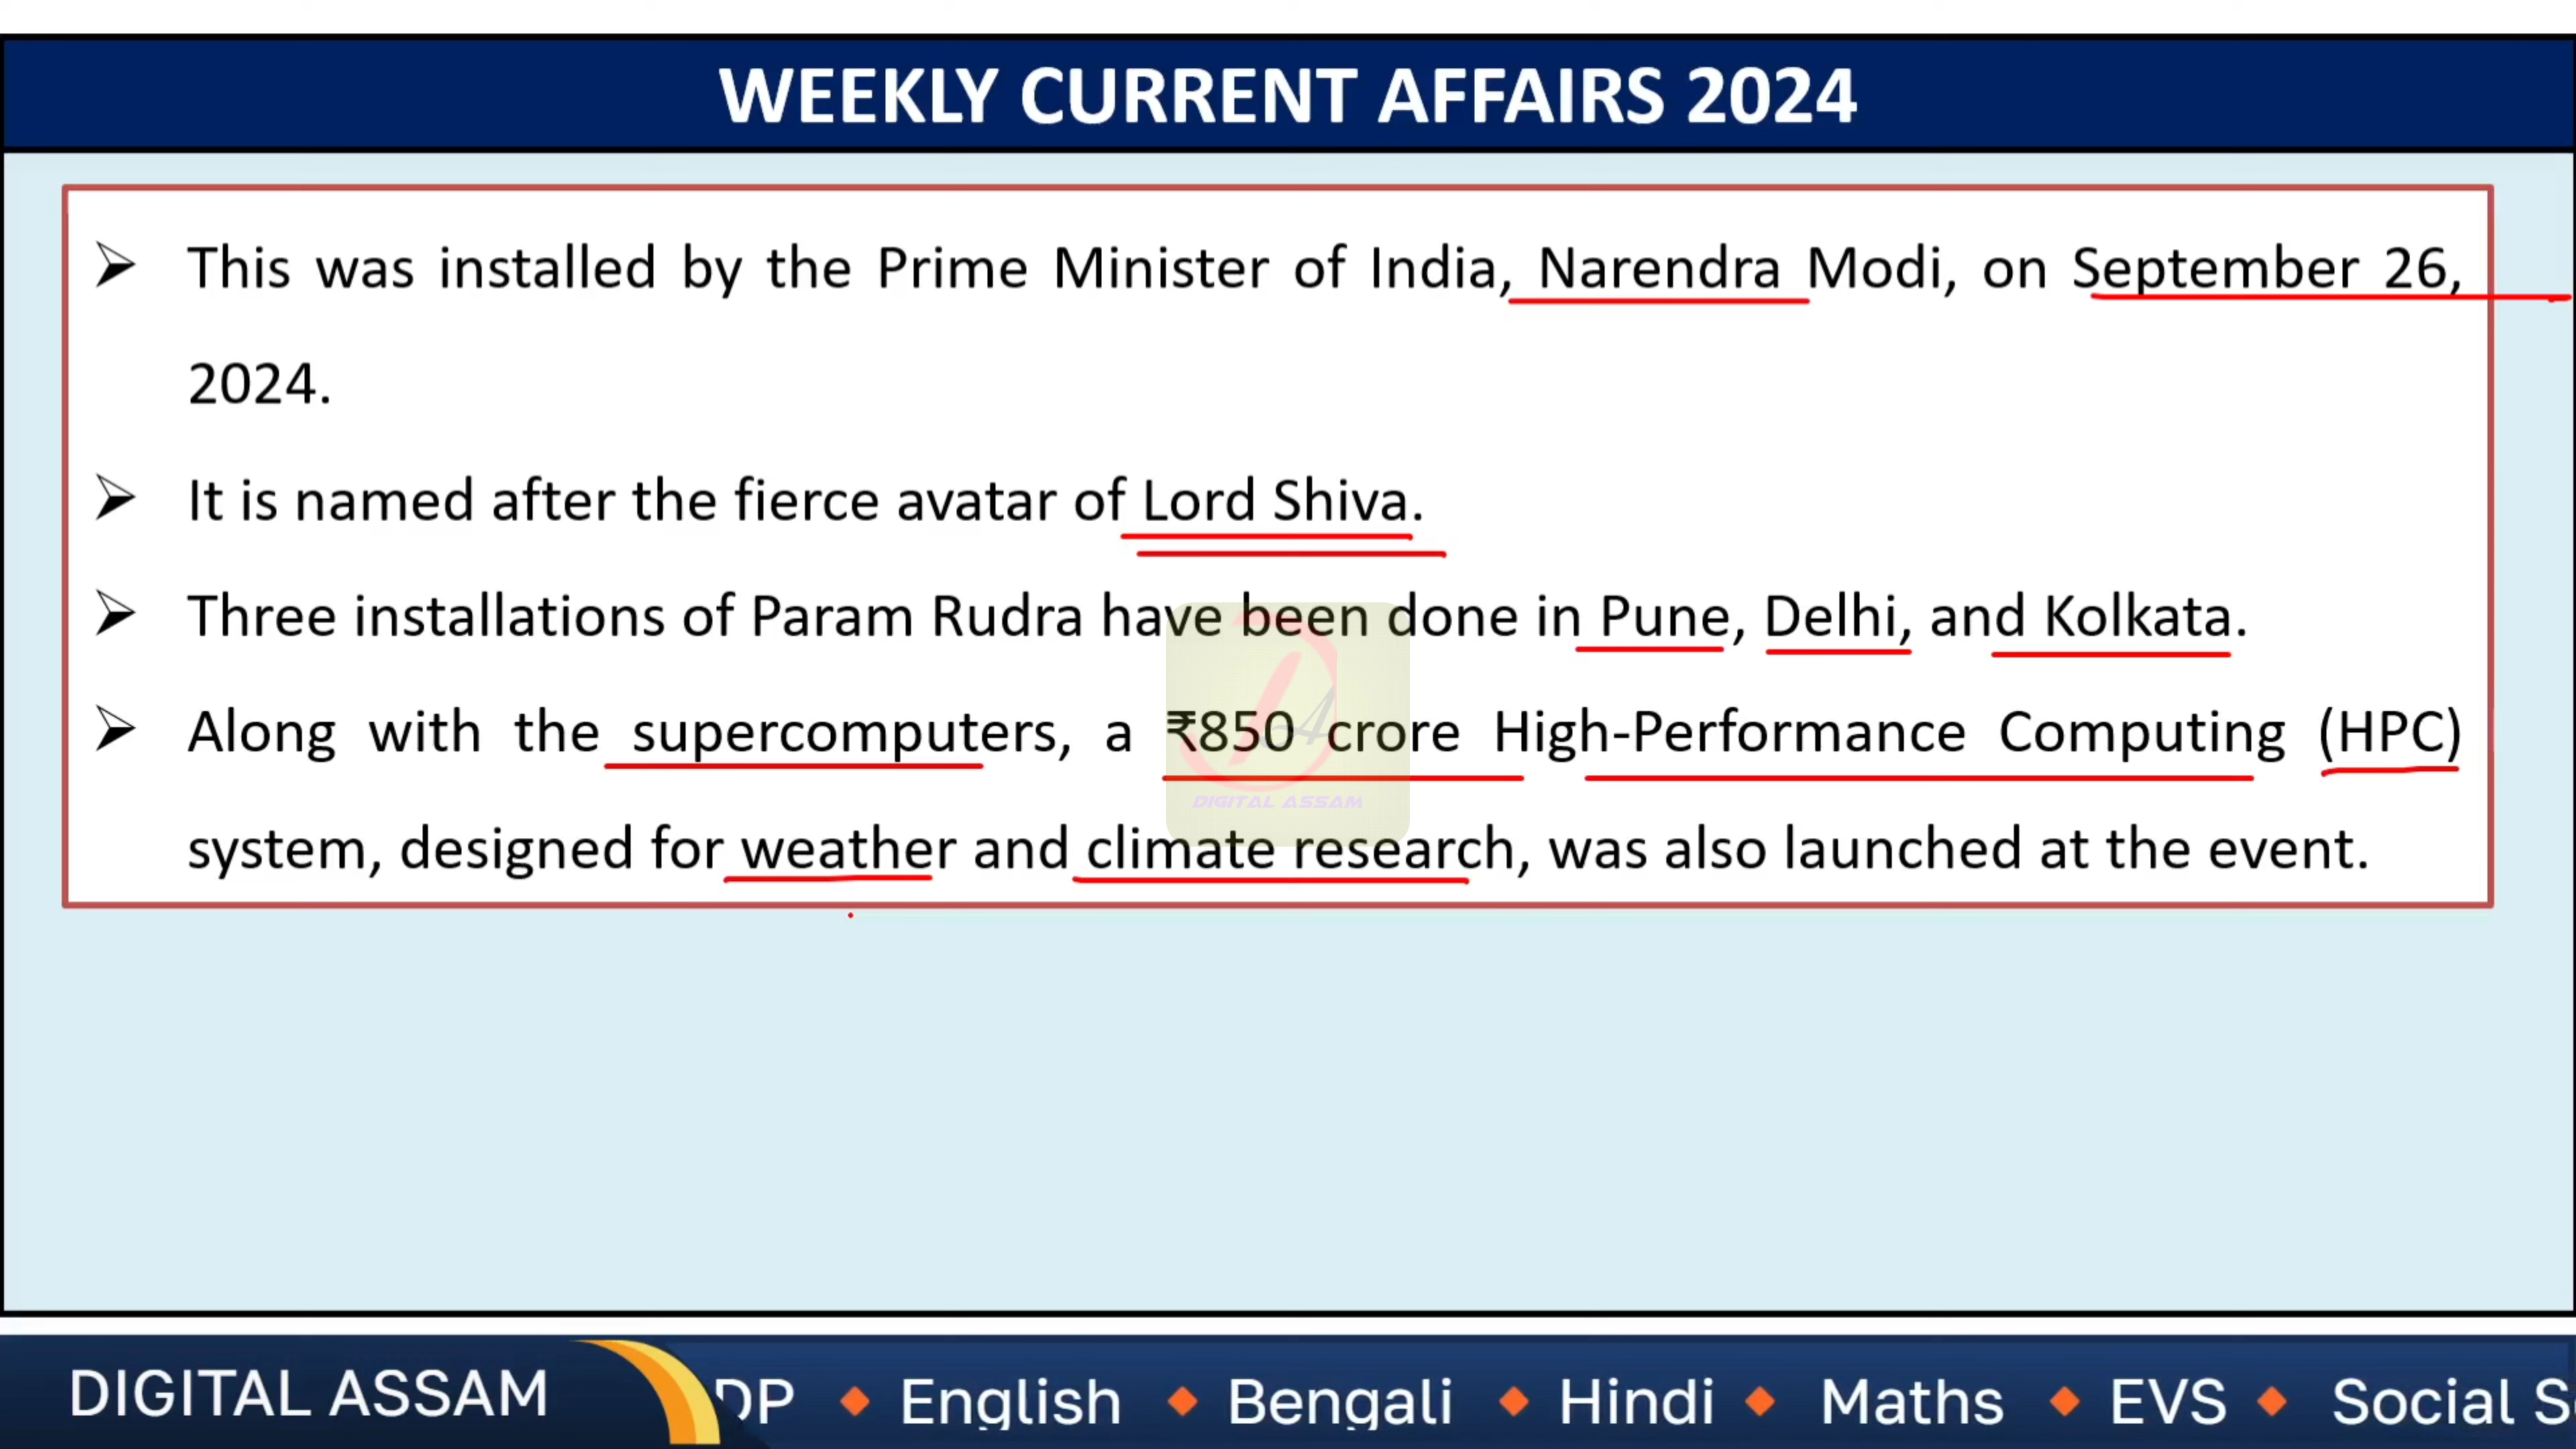 WEEKLY CURRENT AFFAIRS 2024
➢ This was installed by the Prime Minister of India, Narendra Modi, on September 26,
2024.
➢ It is named after the fierce avatar of Lord Shiva.
➢ Three installations of Param Rudra have been done in Pune, Delhi, and Kolkata.
➢ Along with the supercomputers, a ₹850 crore High-Performance Computing (HPC)
DIGITAL ASSAM
system, designed for weather and climate research, was also launched at the event.
DIGITAL ASSAM DP ◆ English ◆ Bengali ◆ Hindi ◆ Maths ◆ EVS ◆ Social S